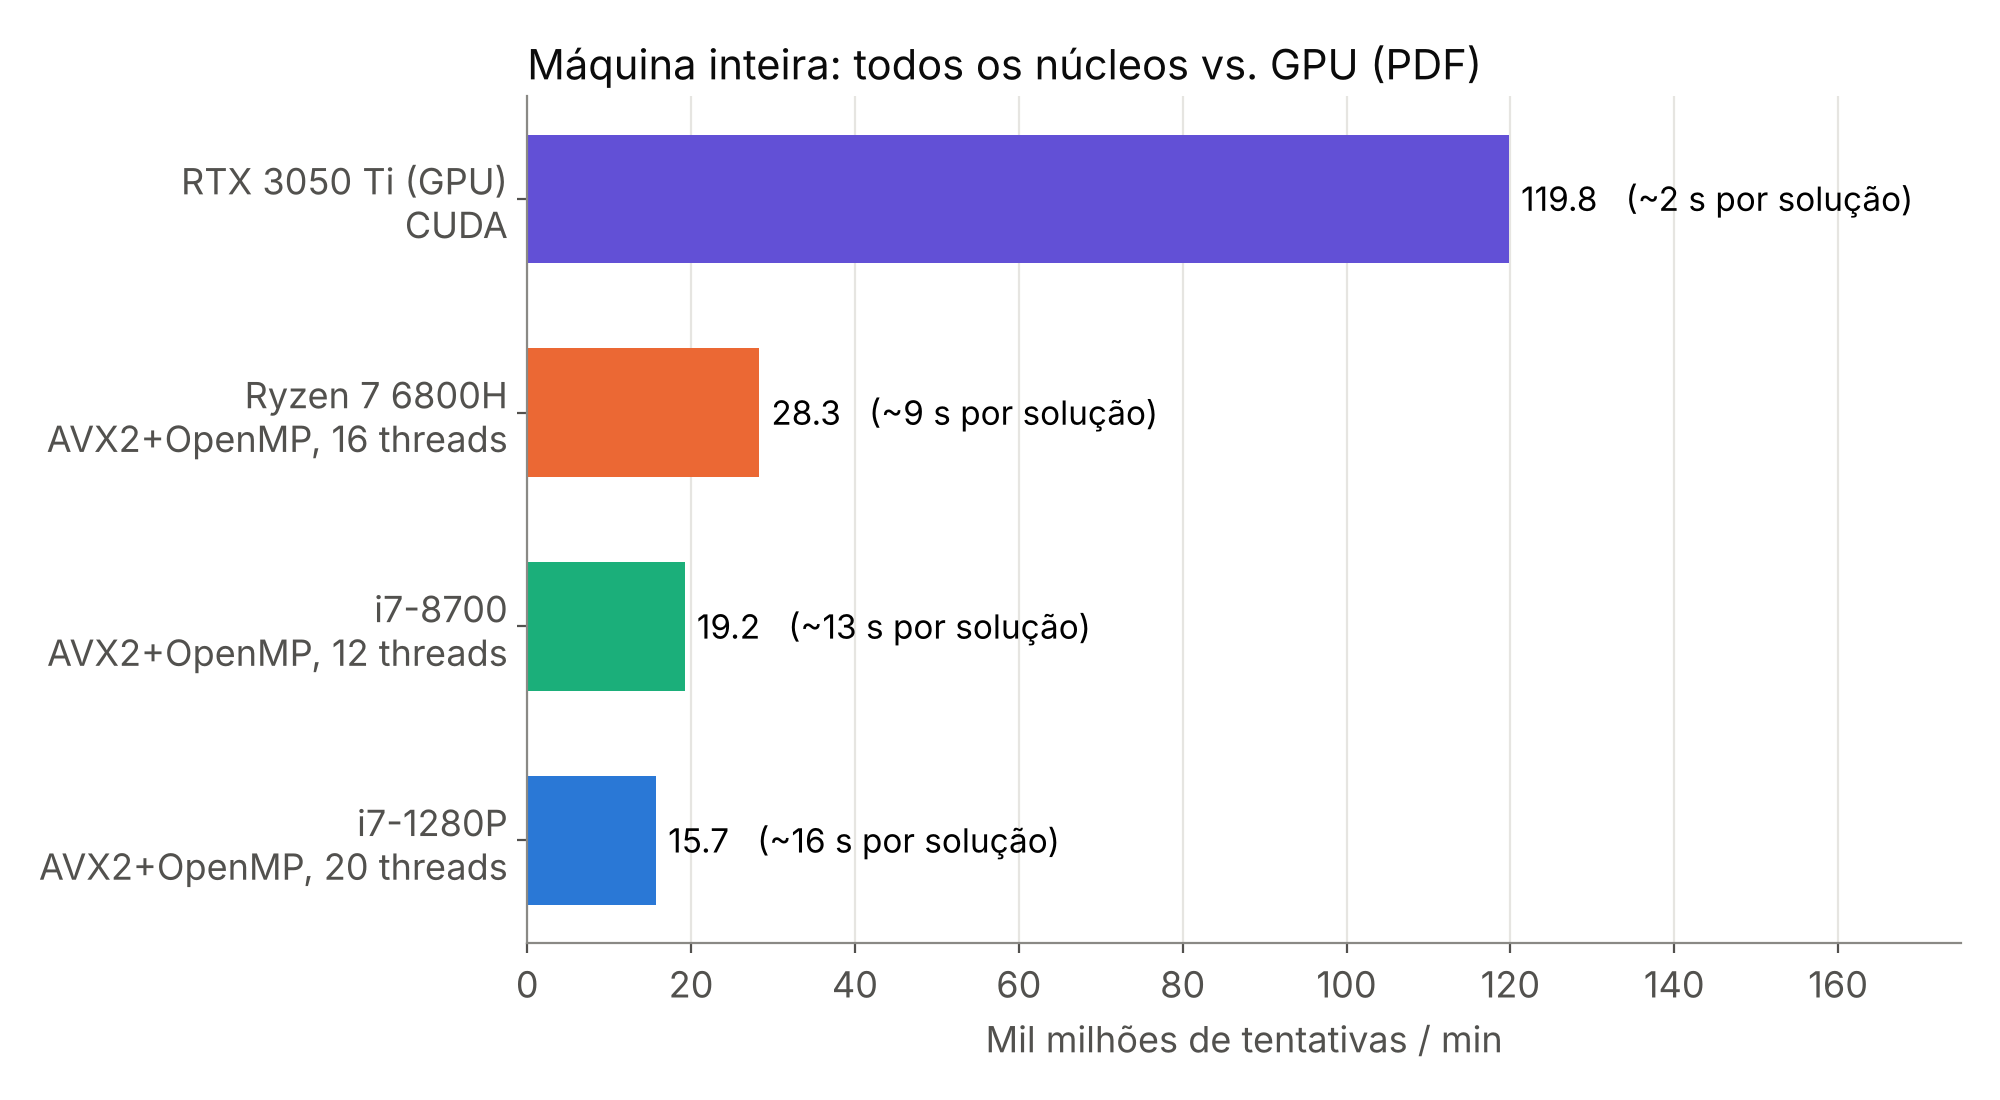 Máquina inteira: todos os núcleos vs. GPU (PDF)
RTX 3050 Ti (GPU)
CUDA
119.8 (~2 s por solução)
Ryzen 7 6800H
AVX2+OpenMP, 16 threads
28.3 (~9 s por solução)
i7-8700
AVX2+OpenMP, 12 threads
19.2 (~13 s por solução)
i7-1280P
AVX2+OpenMP, 20 threads
15.7 (~16 s por solução)
0 20 40 60 80 100 120 140 160
Mil milhões de tentativas / min